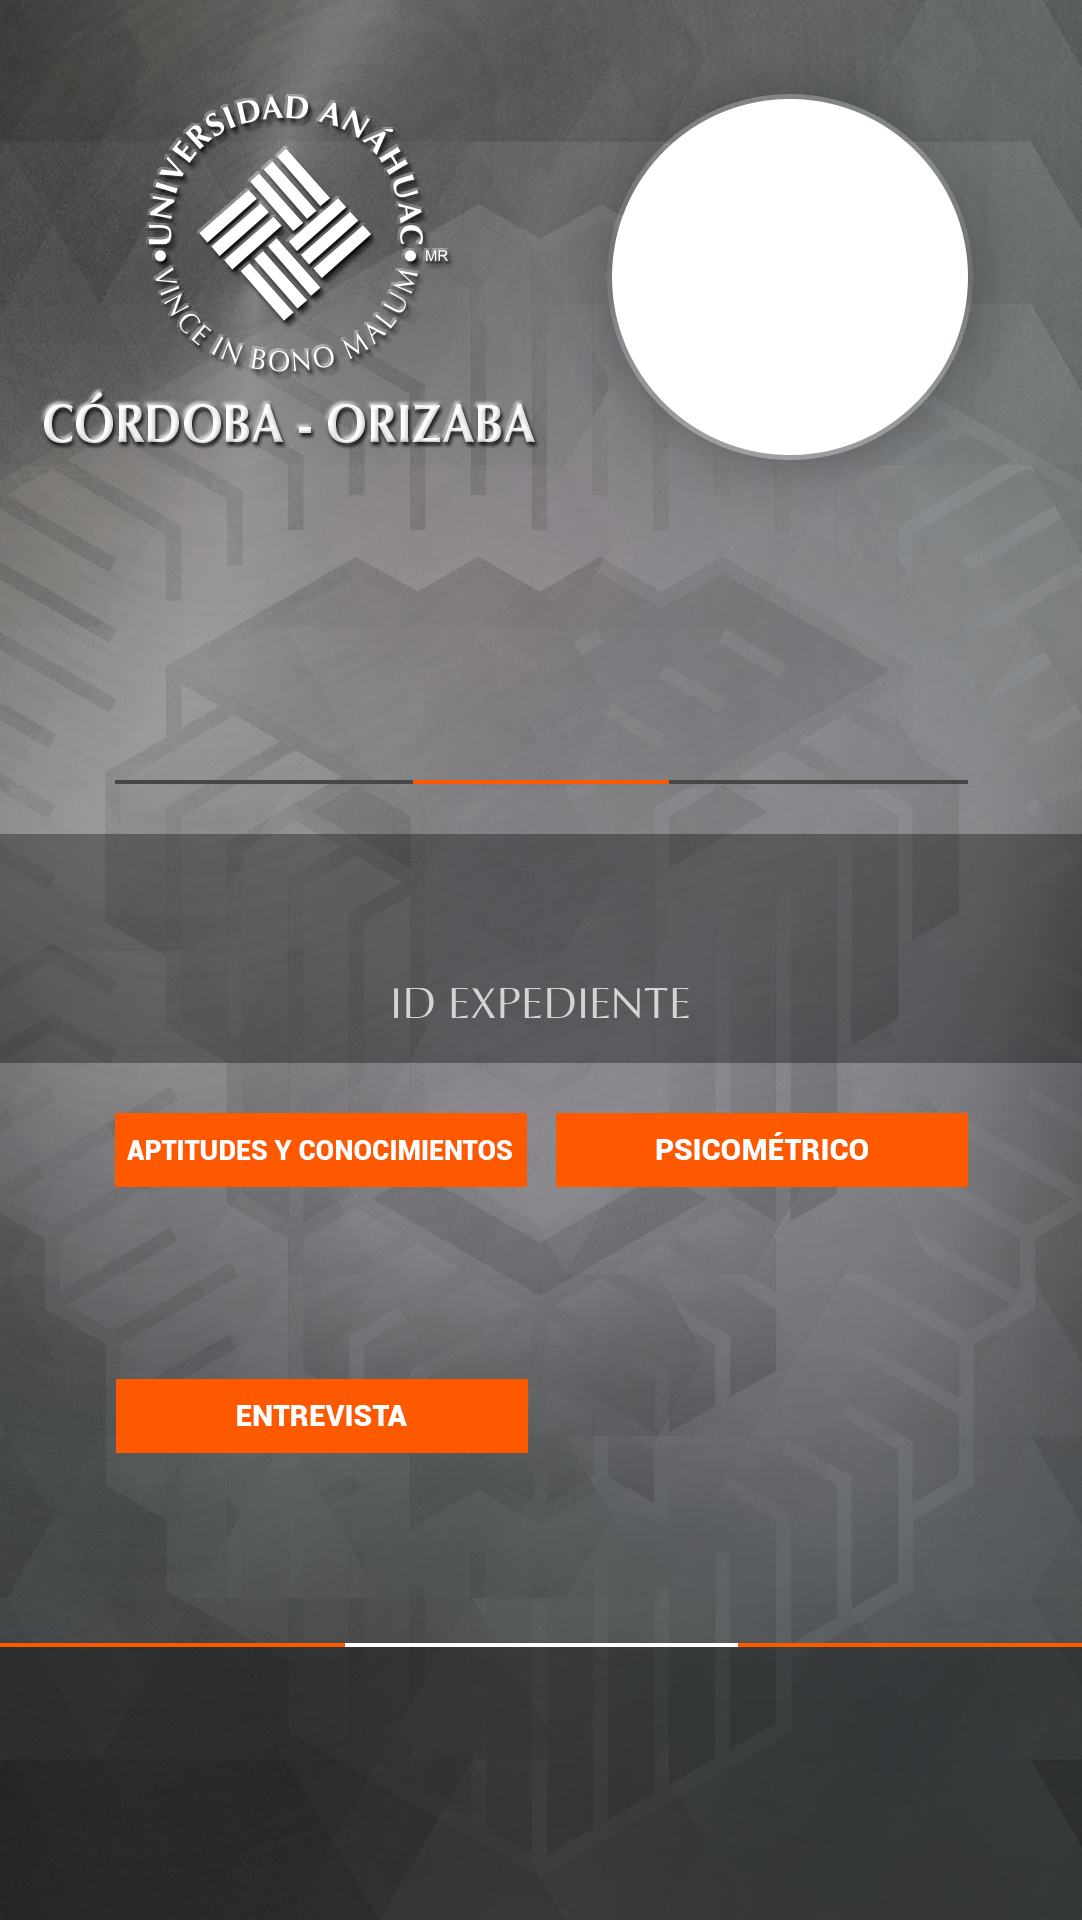 UNIVERSIDAD ANÁHUAC
MR
VINCE IN BONO MALUM
CÓRDOBA - ORIZABA
ID EXPEDIENTE
APTITUDES Y CONOCIMIENTOS
PSICOMÉTRICO
ENTREVISTA